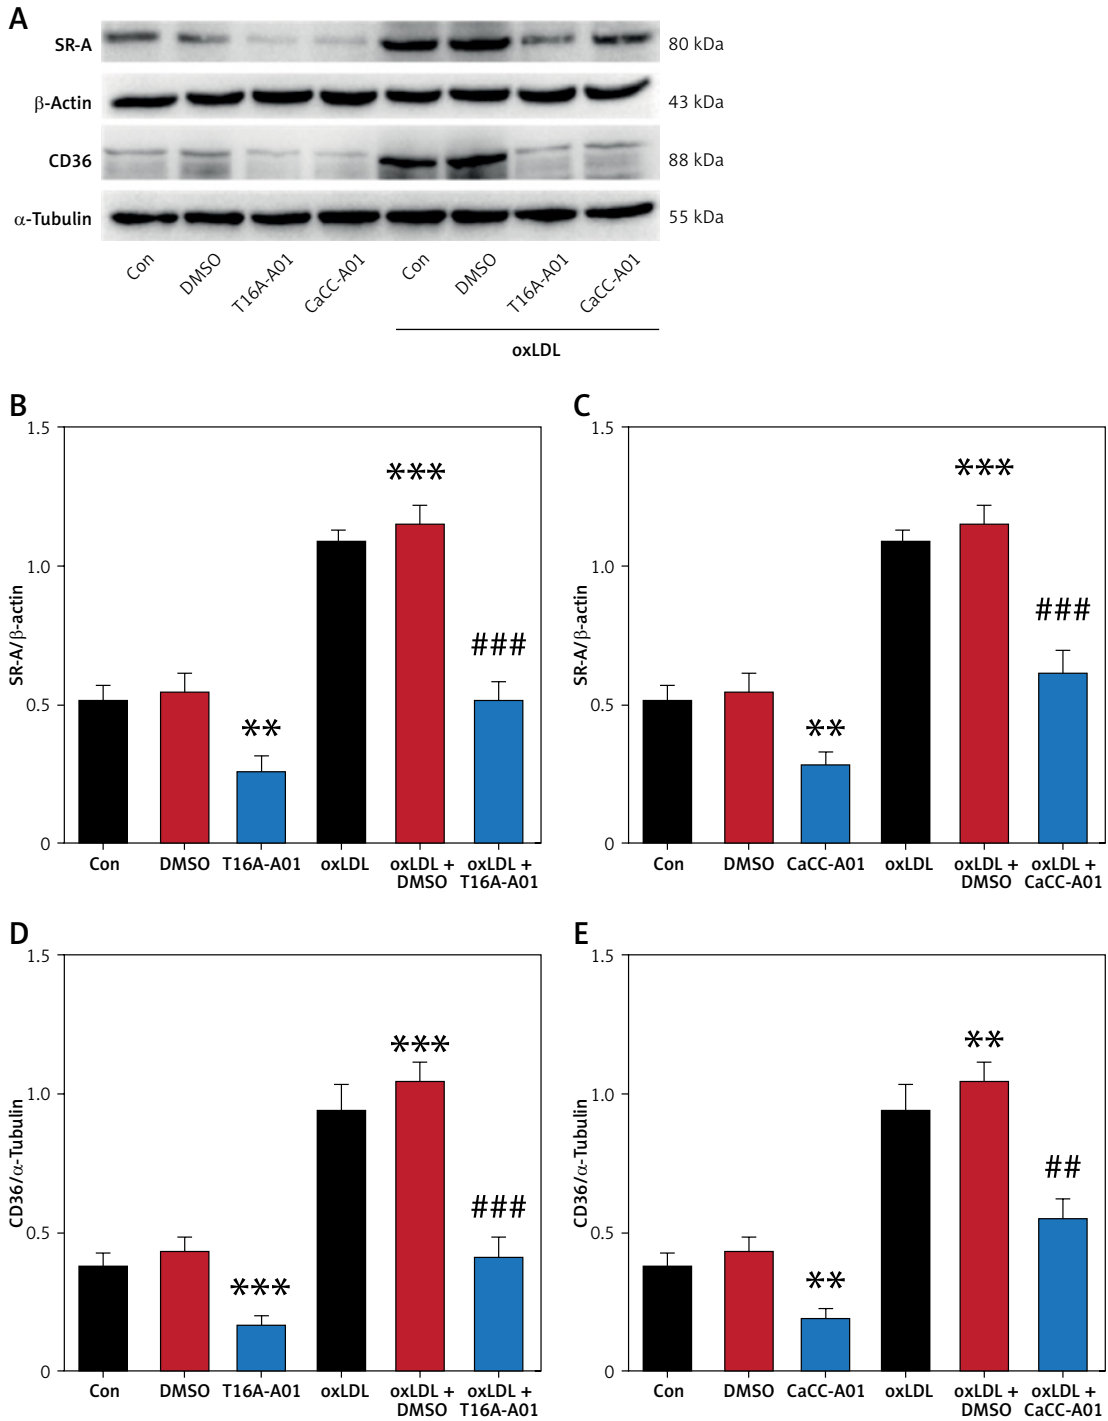 A
SR-A
80 kDa
β-Actin
43 kDa
CD36
88 kDa
α-Tubulin
55 kDa
Con
DMSO
T16A-A01
CaCC-A01
Con
DMSO
T16A-A01
CaCC-A01
oxLDL
B
SR-A/β-actin
1.5
1.0
0.5
0
***
###
**
Con
DMSO
T16A-A01
oxLDL
oxLDL + DMSO
oxLDL + T16A-A01
C
SR-A/β-actin
1.5
1.0
0.5
0
***
###
**
Con
DMSO
CaCC-A01
oxLDL
oxLDL + DMSO
oxLDL + CaCC-A01
D
CD36/α-Tubulin
1.5
1.0
0.5
0
***
###
***
Con
DMSO
T16A-A01
oxLDL
oxLDL + DMSO
oxLDL + T16A-A01
E
CD36/α-Tubulin
1.5
1.0
0.5
0
**
##
**
Con
DMSO
CaCC-A01
oxLDL
oxLDL + DMSO
oxLDL + CaCC-A01